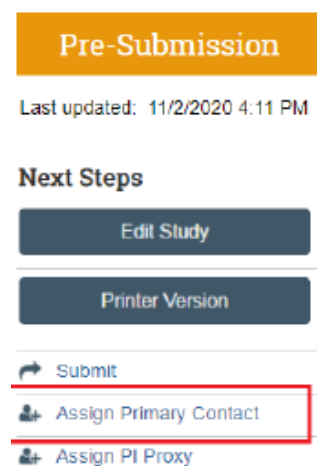 Pre-Submission
Last updated: 11/2/2020 4:11 PM
Next Steps
Edit Study
Printer Version
Submit
Assign Primary Contact
Assign PI Proxy